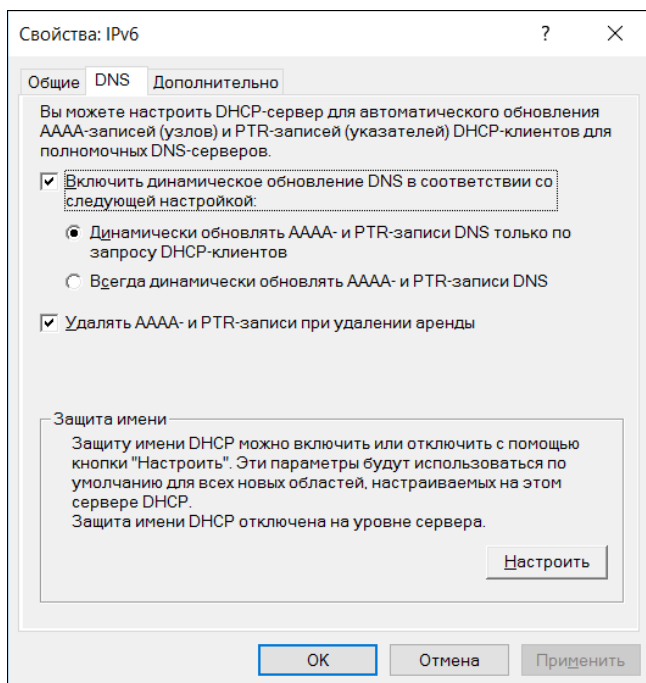 Свойства: IPv6
?
Общие DNS Дополнительно
Вы можете настроить DHCP-сервер для автоматического обновления
AAAA-записей (узлов) и PTR-записей (указателей) DHCP-клиентов для
полномочных DNS-серверов.
Включить динамическое обновление DNS в соответствии со
следующей настройкой:
Динамически обновлять AAAA- и PTR-записи DNS только по
запросу DHCP-клиентов
Всегда динамически обновлять AAAA- и PTR-записи DNS
Удалять AAAA- и PTR-записи при удалении аренды
Защита имени
Защиту имени DHCP можно включить или отключить с помощью
кнопки "Настроить". Эти параметры будут использоваться по
умолчанию для всех новых областей, настраиваемых на этом
сервере DHCP.
Защита имени DHCP отключена на уровне сервера.
Настроить
OK Отмена Применить